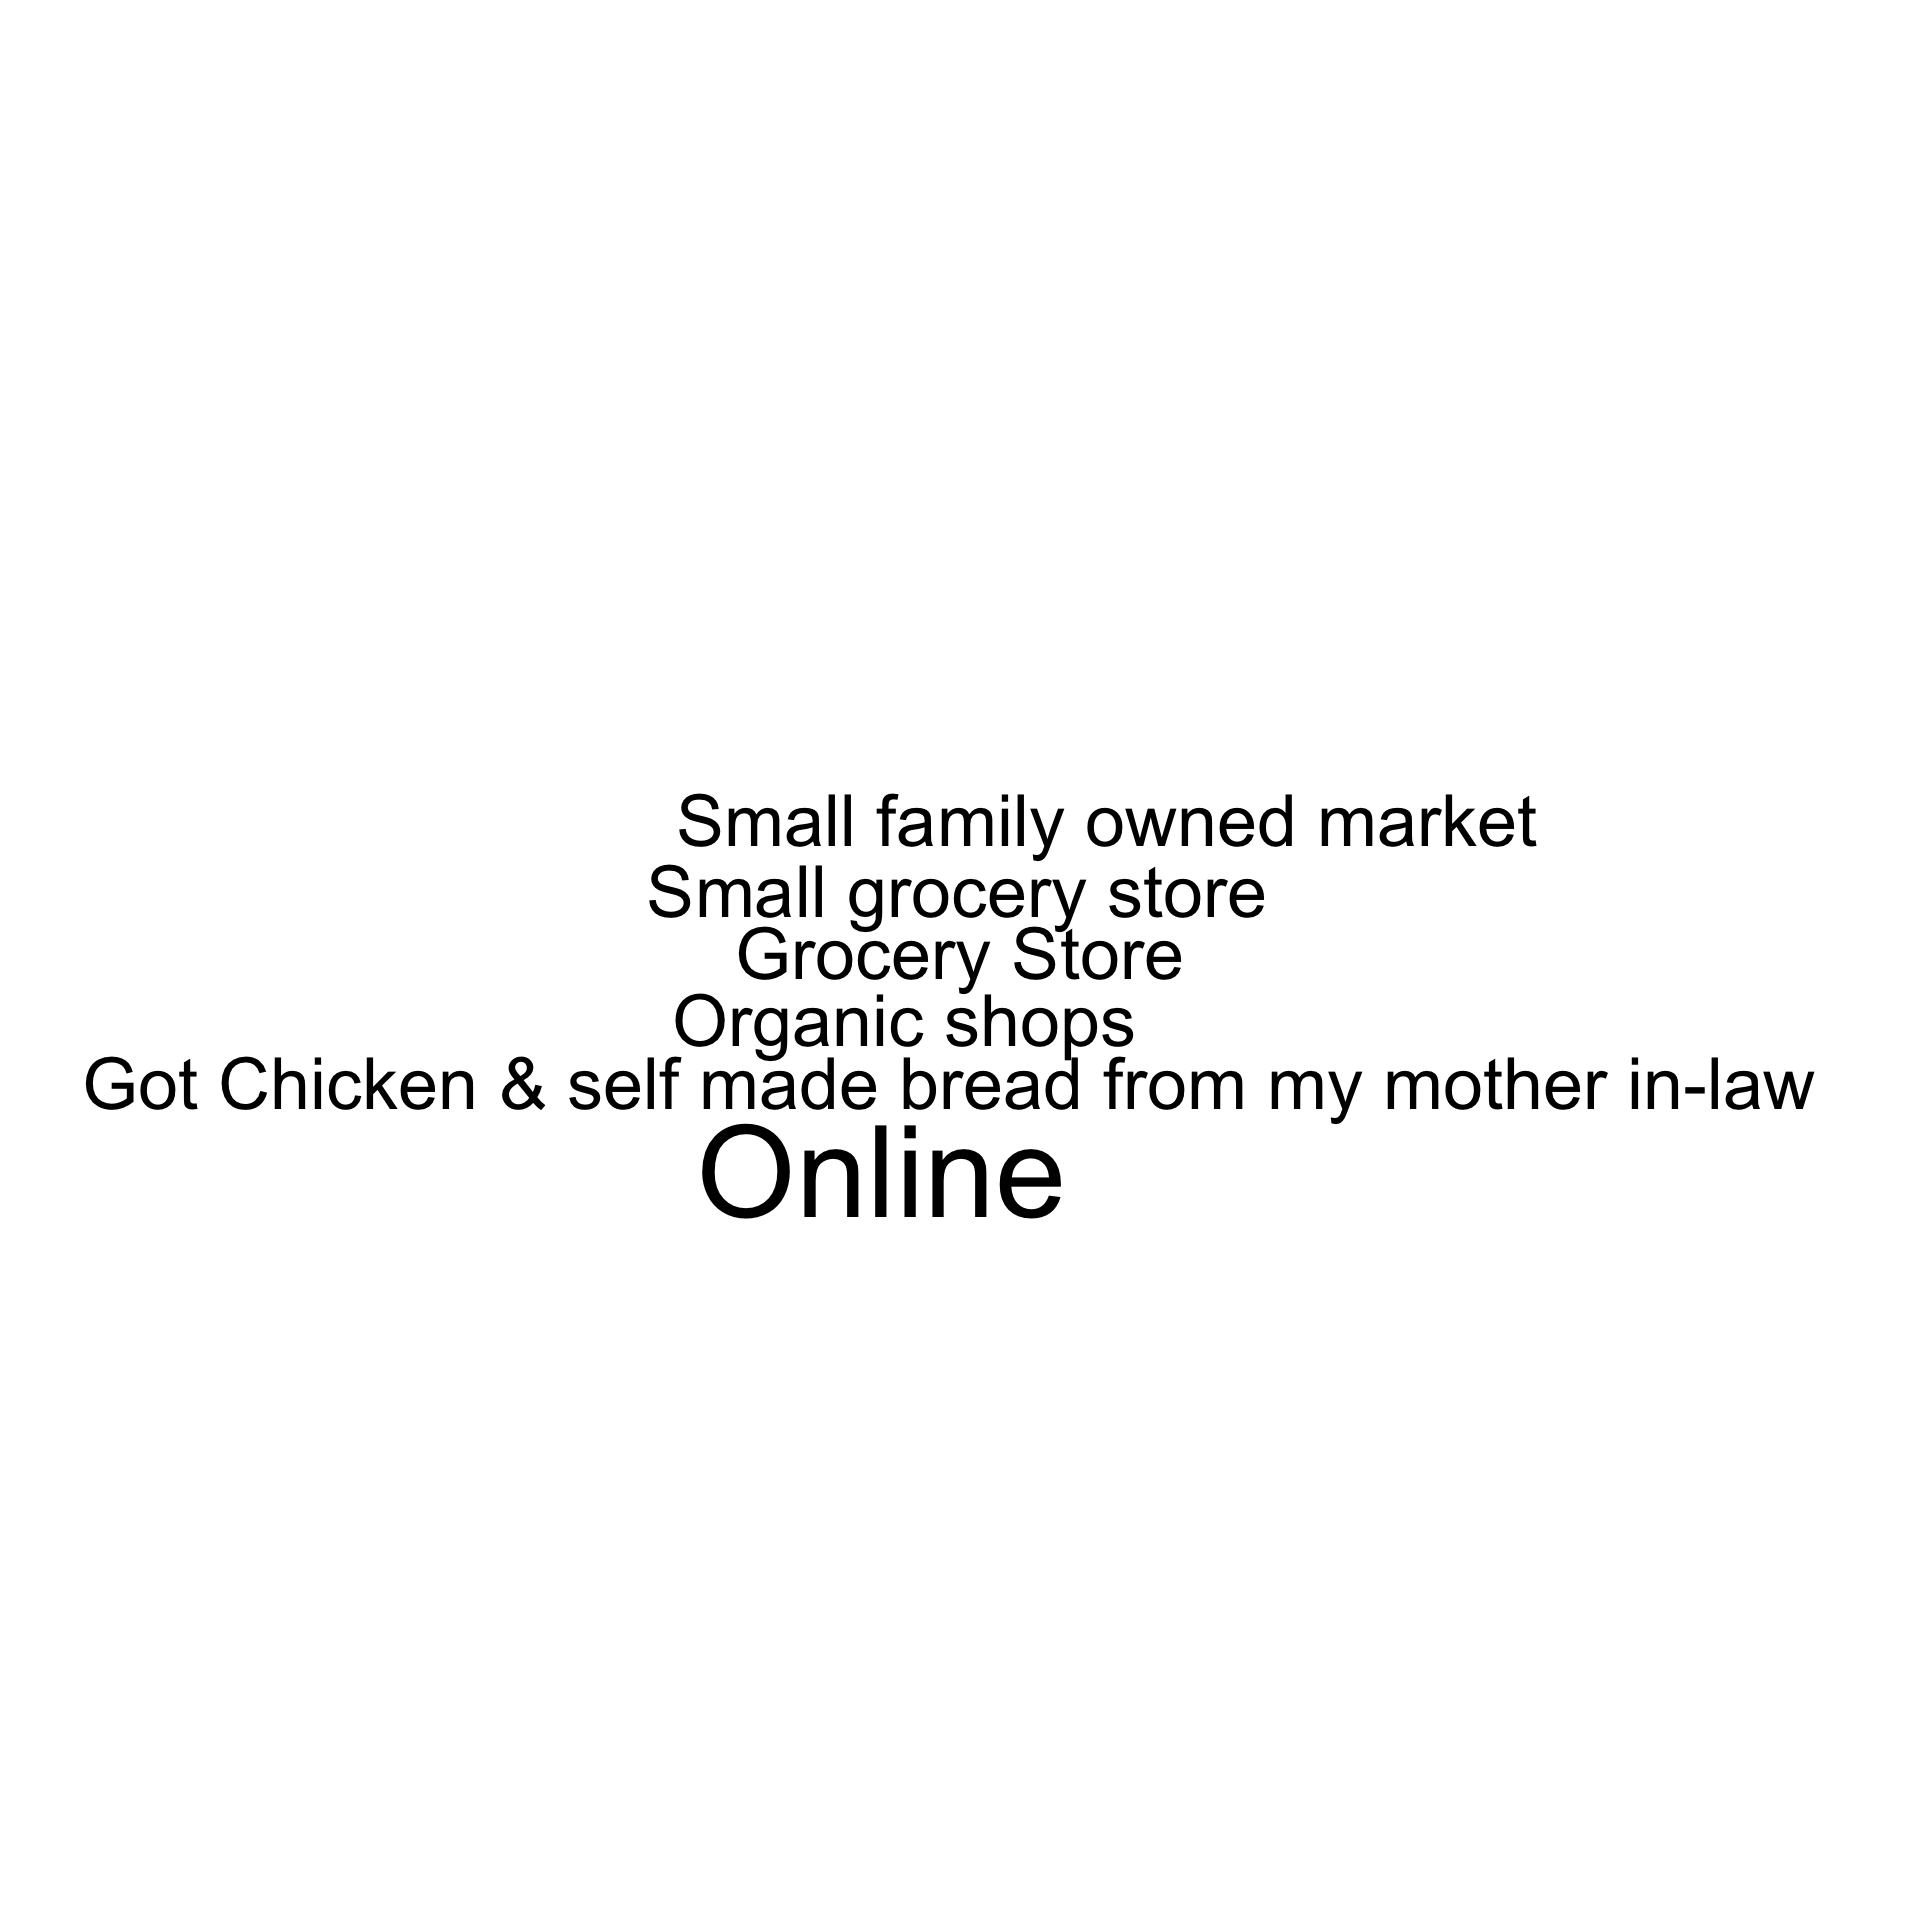 Small family owned market
Small grocery store
Grocery Store
Organic shops
Got Chicken & self made bread from my mother in-law
Online